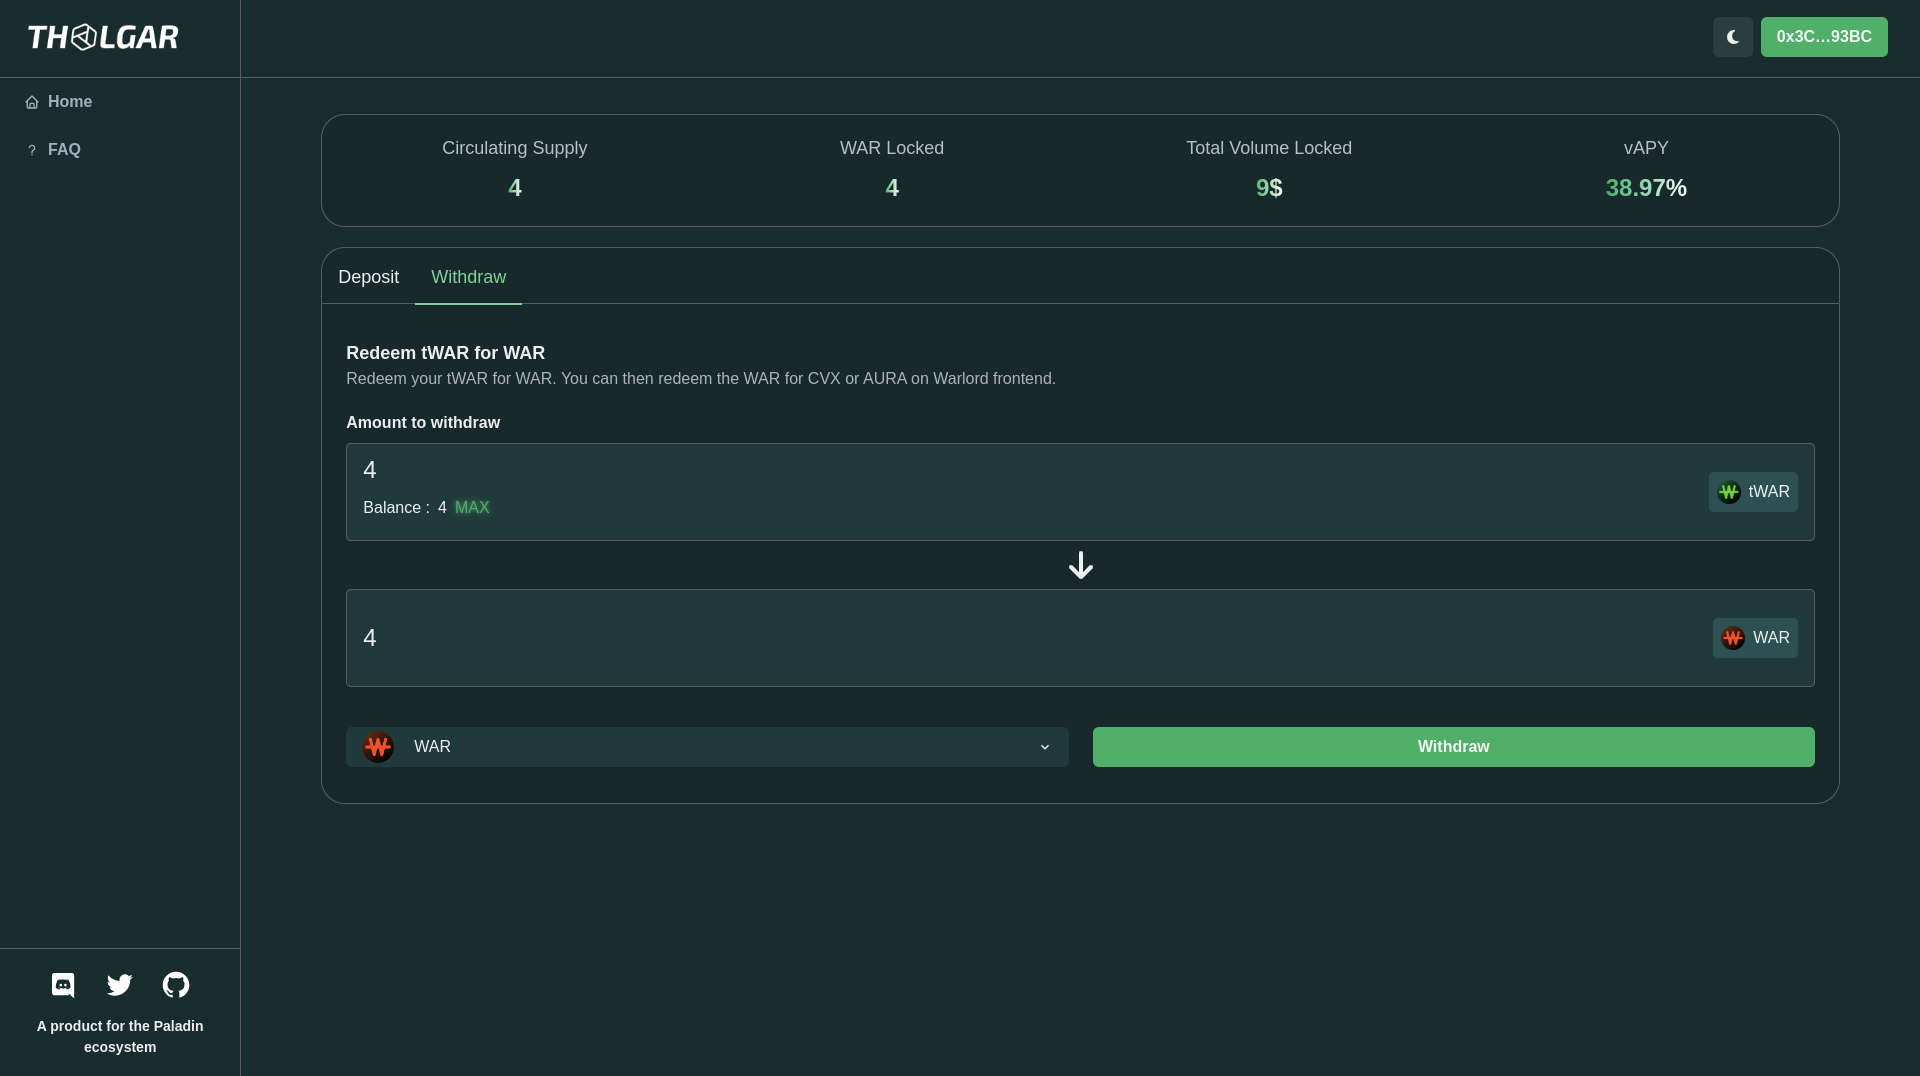 THOLGAR
0x3C...93BC
Home
FAQ
Circulating Supply
4
WAR Locked
4
Total Volume Locked
9$
vAPY
38.97%
Deposit
Withdraw
Redeem tWAR for WAR
Redeem your tWAR for WAR. You can then redeem the WAR for CVX or AURA on Warlord frontend.
Amount to withdraw
4
Balance : 4 MAX
tWAR
4
WAR
WAR
Withdraw
A product for the Paladin
ecosystem